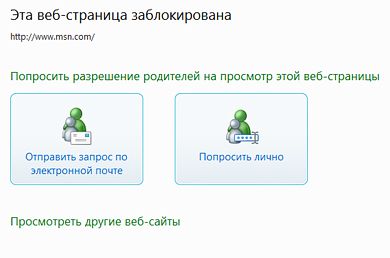 Эта веб-страница заблокирована
http://www.msn.com/
Попросить разрешение родителей на просмотр этой веб-страницы
Отправить запрос по
электронной почте
Попросить лично
Просмотреть другие веб-сайты